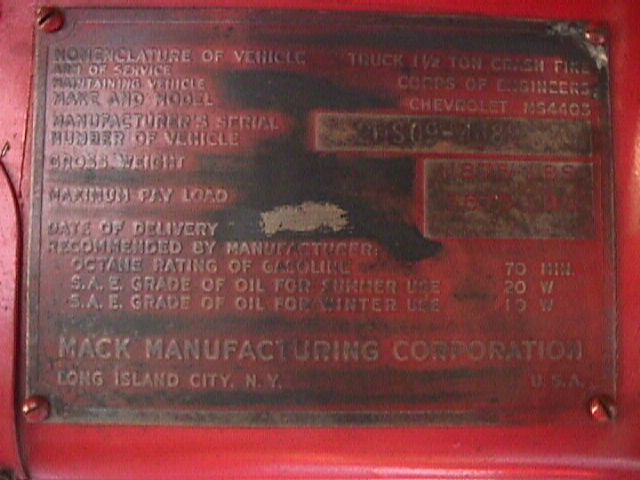 NOMENCLATURE OF VEHICLE TRUCK 1½ TON CRASH FIRE
ARM OF SERVICE
MAINTAINING VEHICLE CORPS OF ENGINEERS
MAKE AND MODEL CHEVROLET MS4403
MANUFACTURER'S SERIAL
NUMBER OF VEHICLE
GROSS WEIGHT LBS
MAXIMUM PAY LOAD
DATE OF DELIVERY
RECOMMENDED BY MANUFACTURER:
OCTANE RATING OF GASOLINE 70 MIN.
S.A.E. GRADE OF OIL FOR SUMMER USE 20 W
S.A.E. GRADE OF OIL FOR WINTER USE 10 W
MACK MANUFACTURING CORPORATION
LONG ISLAND CITY, N.Y. U.S.A.